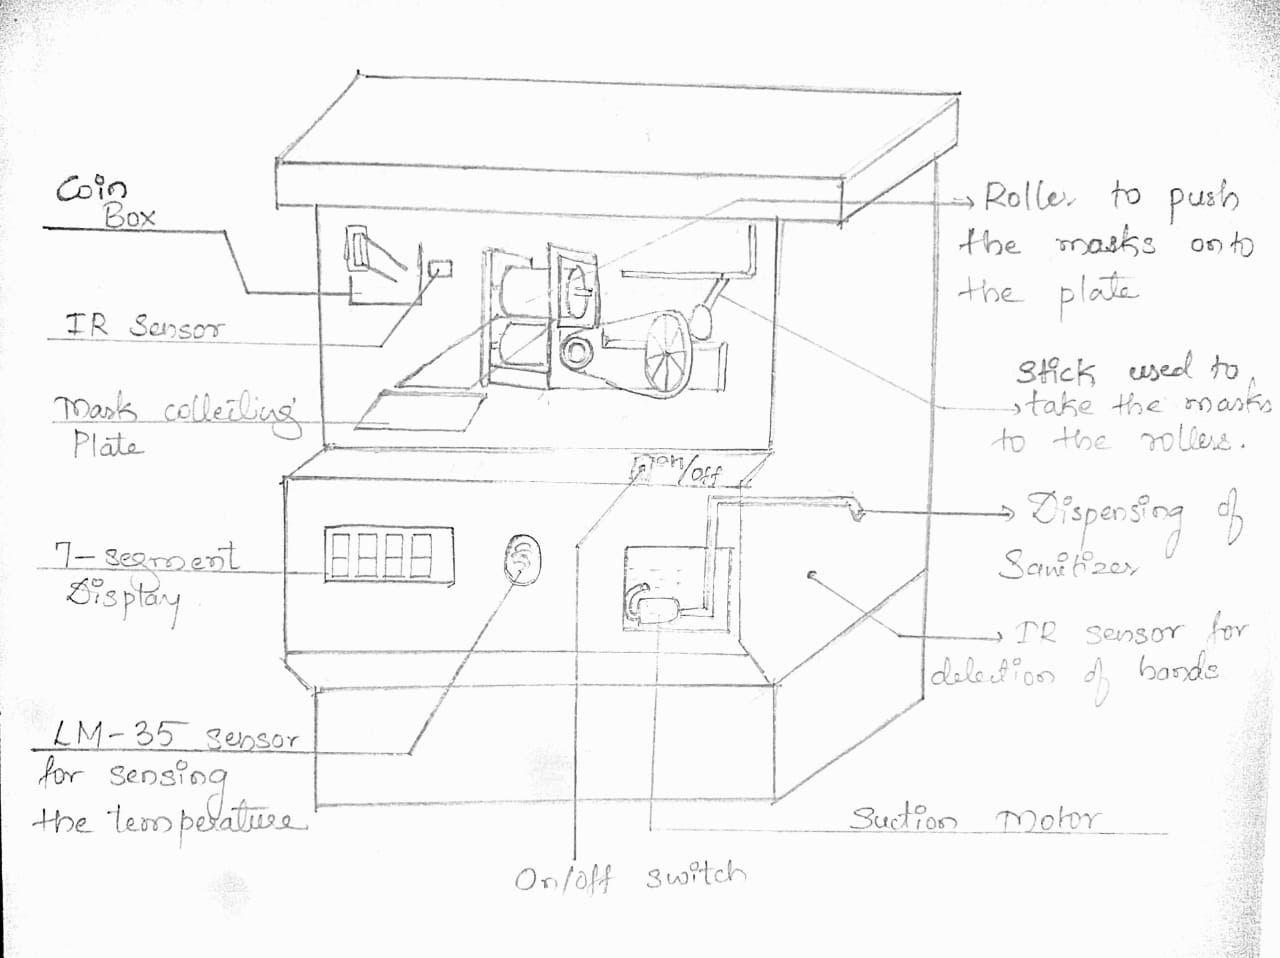 Coin
Box
IR Sensor
Mask collecting
Plate
7-segment
Display
LM-35 sensor
for sensing
the temperature
on/off
On/off switch
Roller to push
the masks onto
the plate
Stick used to
take the masks
to the rollers.
Dispensing of
Sanitizer
IR sensor for
detection of hands
Suction Motor